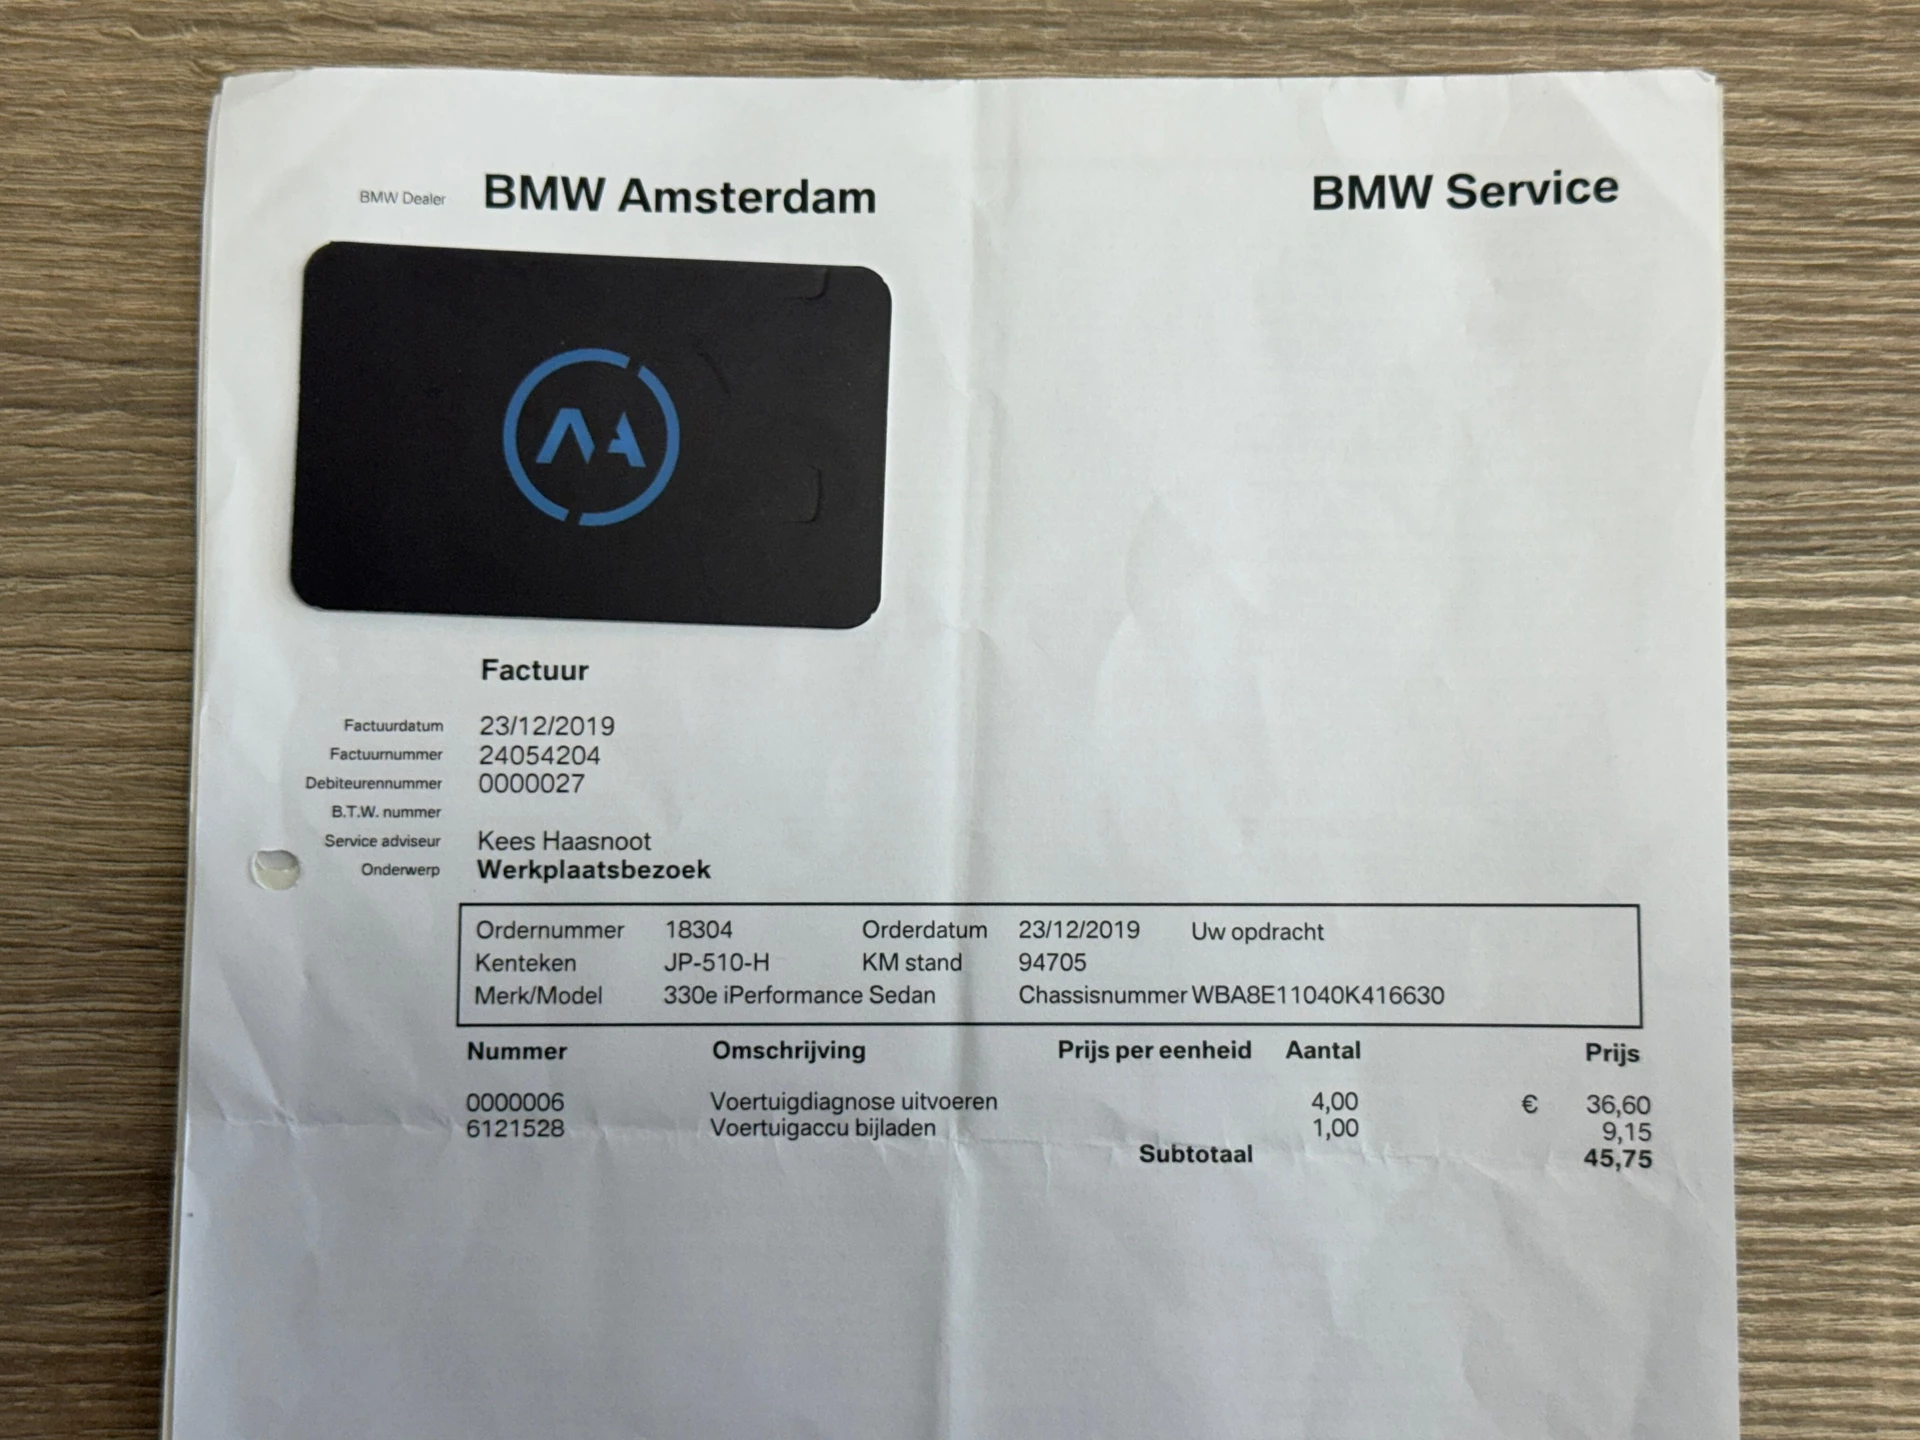 BMW Dealer BMW Amsterdam BMW Service
Factuur
Factuurdatum 23/12/2019
Factuurnummer 24054204
Debiteurennummer 0000027
B.T.W. nummer
Service adviseur Kees Haasnoot
Onderwerp Werkplaatsbezoek
Ordernummer 18304 Orderdatum 23/12/2019 Uw opdracht
Kenteken JP-510-H KM stand 94705
Merk/Model 330e iPerformance Sedan Chassisnummer WBA8E11040K416630
Nummer Omschrijving Prijs per eenheid Aantal Prijs
0000006 Voertuigdiagnose uitvoeren 4,00 € 36,60
6121528 Voertuigaccu bijladen 1,00 9,15
Subtotaal 45,75